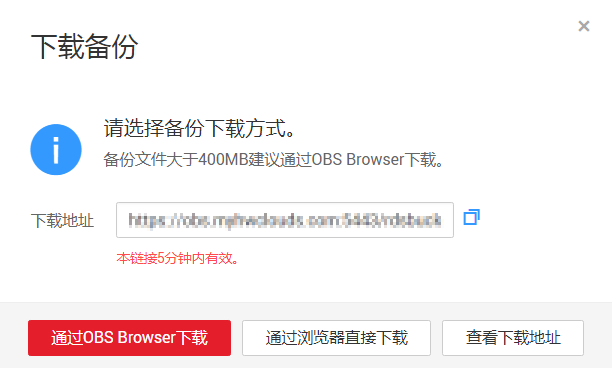 下载备份
请选择备份下载方式。
备份文件大于400MB建议通过OBS Browser下载。
下载地址
本链接5分钟内有效。
通过OBS Browser下载
通过浏览器直接下载
查看下载地址